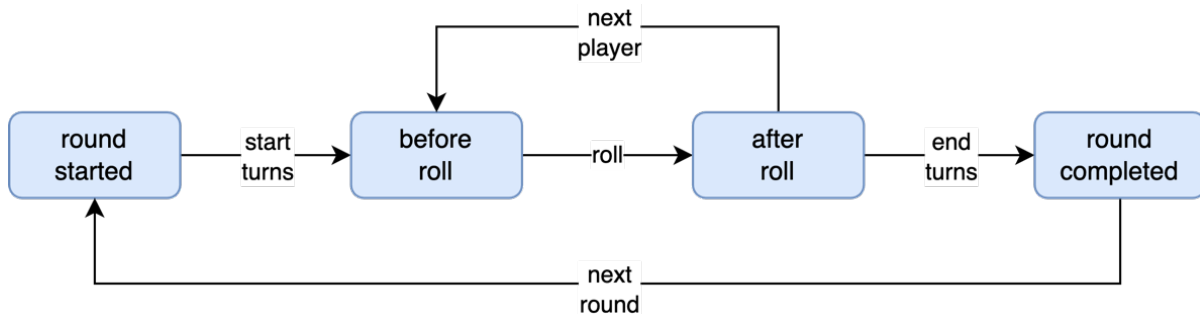 next
player
round
started
start
turns
before
roll
roll
after
roll
end
turns
round
completed
next
round